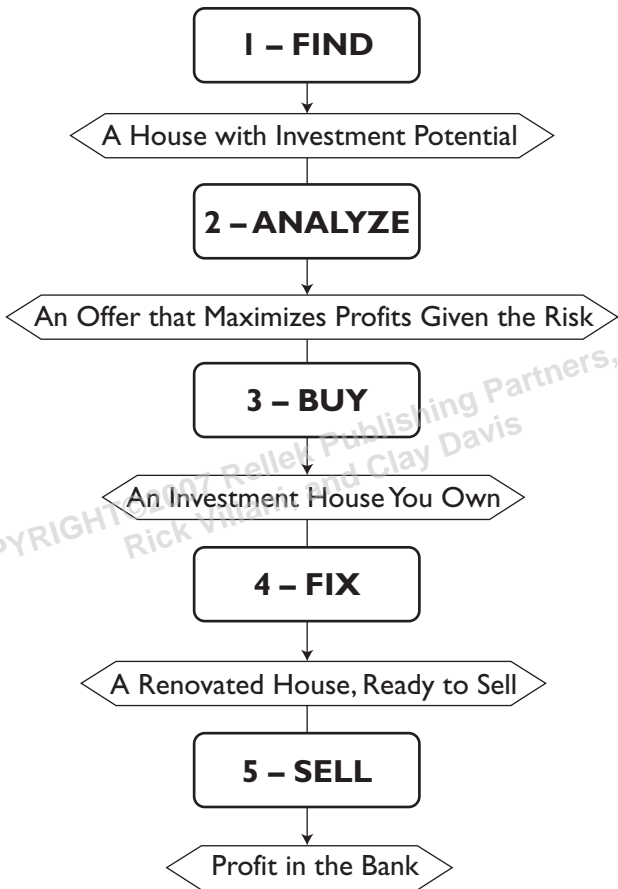 1 – FIND
A House with Investment Potential
2 – ANALYZE
An Offer that Maximizes Profits Given the Risk
3 – BUY
An Investment House You Own
4 – FIX
A Renovated House, Ready to Sell
5 – SELL
Profit in the Bank
PYRIGHT©2007 Rellek Publishing Partners,
Rick Villani, and Clay Davis